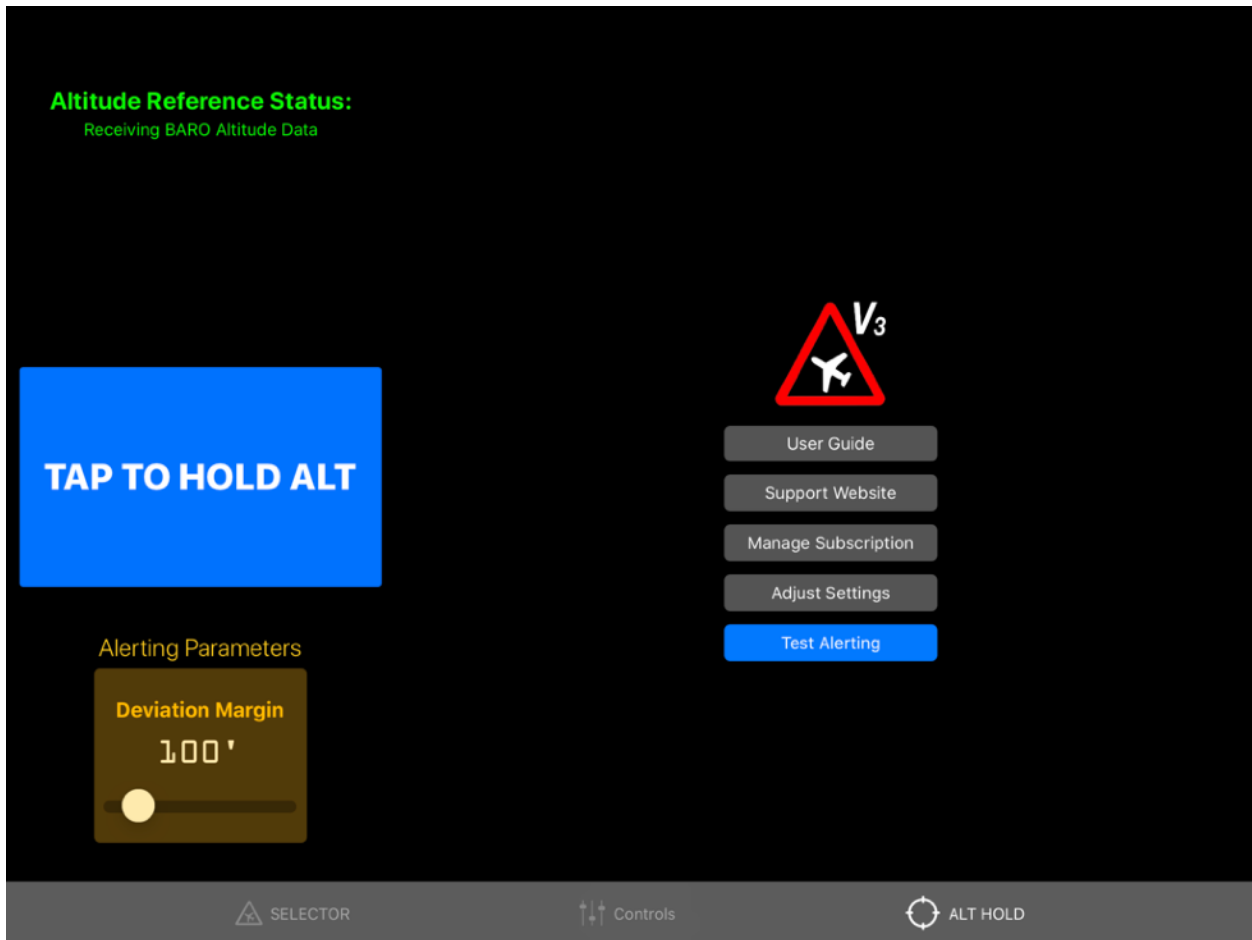 Altitude Reference Status:
Receiving BARO Altitude Data
V3
TAP TO HOLD ALT
User Guide
Support Website
Manage Subscription
Adjust Settings
Test Alerting
Alerting Parameters
Deviation Margin
100'
SELECTOR
Controls
ALT HOLD